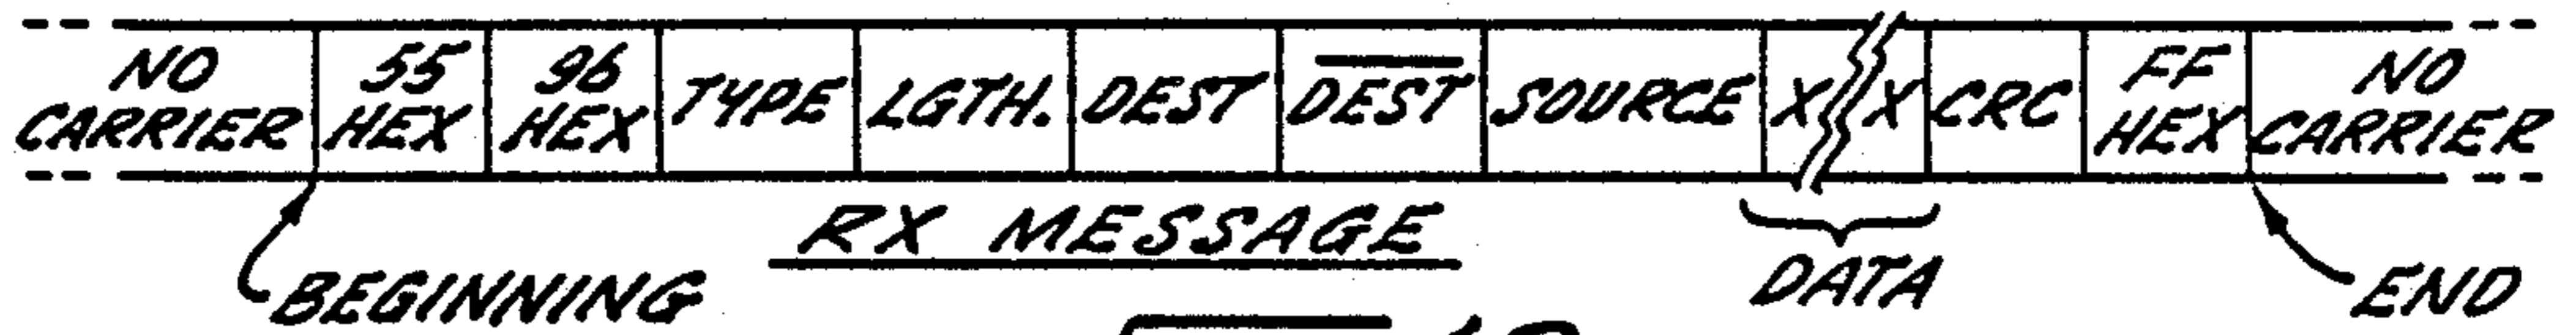 NO CARRIER
55 HEX
96 HEX
TYPE
LGTH.
DEST
D̅E̅S̅T̅
SOURCE
X X
CRC
FF HEX
NO CARRIER
BEGINNING
RX MESSAGE
DATA
END